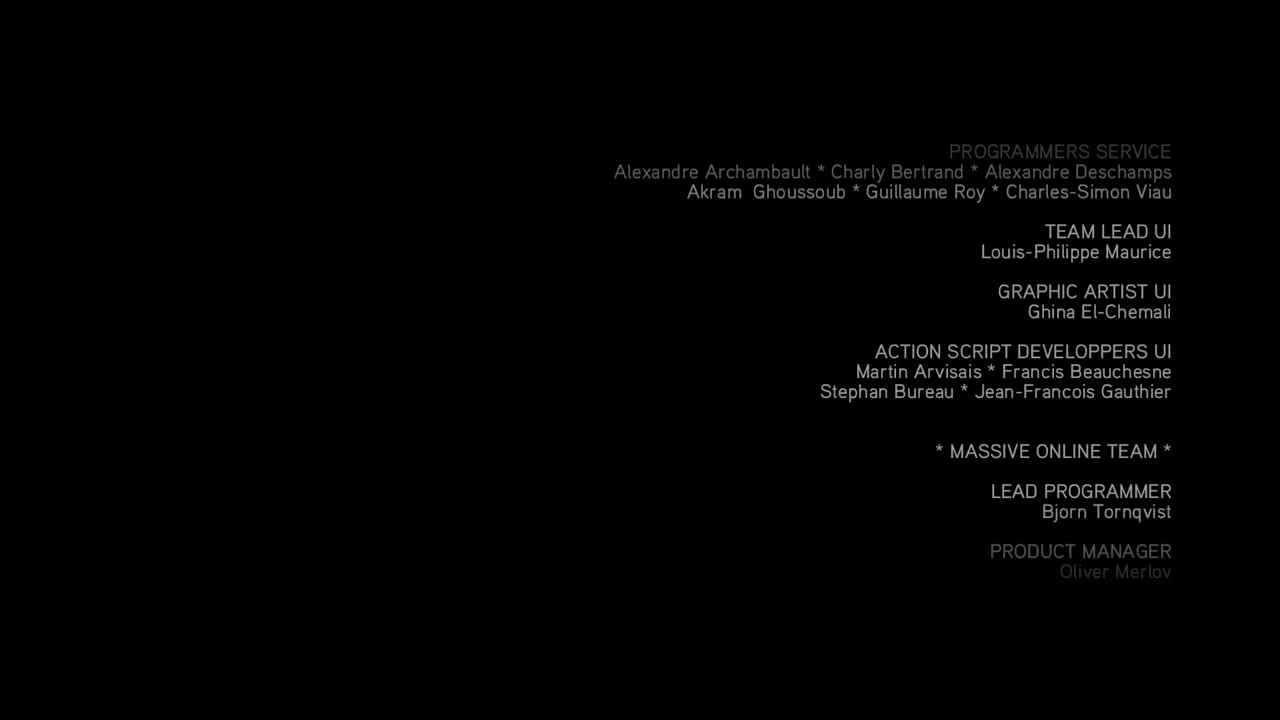 PROGRAMMERS SERVICE
Alexandre Archambault * Charly Bertrand * Alexandre Deschamps
Akram  Ghoussoub * Guillaume Roy * Charles-Simon Viau
TEAM LEAD UI
Louis-Philippe Maurice
GRAPHIC ARTIST UI
Ghina El-Chemali
ACTION SCRIPT DEVELOPPERS UI
Martin Arvisais * Francis Beauchesne
Stephan Bureau * Jean-Francois Gauthier
* MASSIVE ONLINE TEAM *
LEAD PROGRAMMER
Bjorn Tornqvist
PRODUCT MANAGER
Oliver Merlov